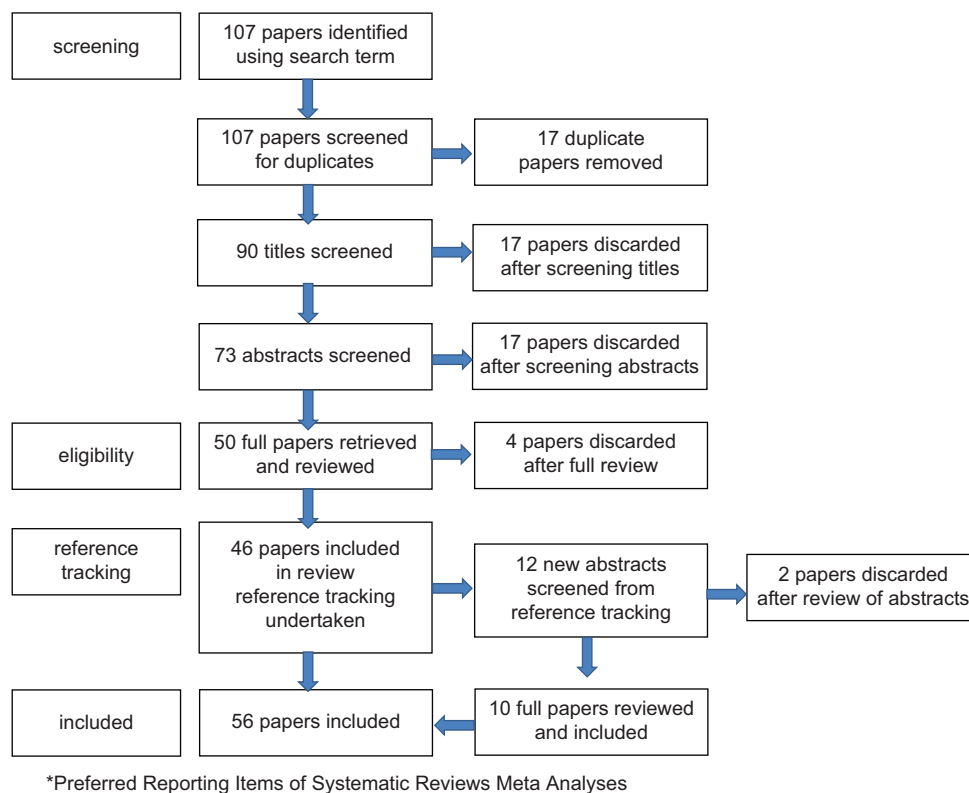 screening
107 papers identified
using search term
107 papers screened
for duplicates
17 duplicate
papers removed
90 titles screened
17 papers discarded
after screening titles
73 abstracts screened
17 papers discarded
after screening abstracts
eligibility
50 full papers retrieved
and reviewed
4 papers discarded
after full review
reference
tracking
46 papers included
in review
reference tracking
undertaken
12 new abstracts
screened from
reference tracking
2 papers discarded
after review of abstracts
included
56 papers included
10 full papers reviewed
and included
*Preferred Reporting Items of Systematic Reviews Meta Analyses